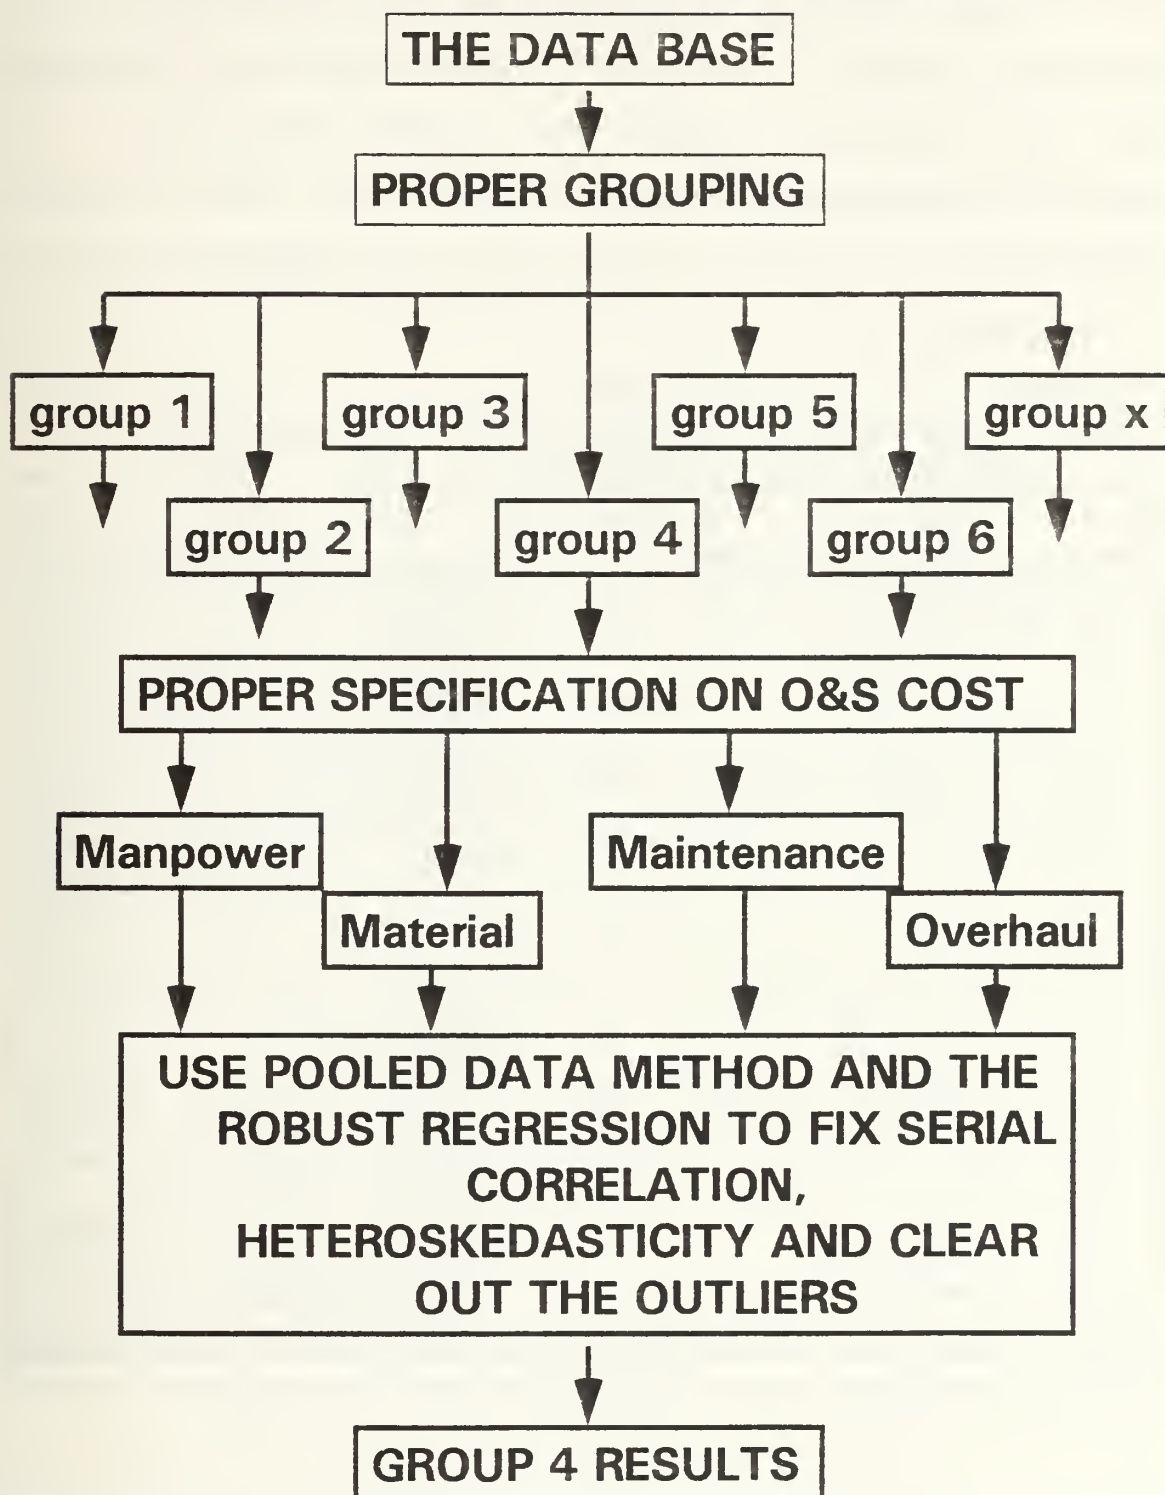 THE DATA BASE
PROPER GROUPING
group 1
group 3
group 5
group x
group 2
group 4
group 6
PROPER SPECIFICATION ON O&S COST
Manpower
Maintenance
Material
Overhaul
USE POOLED DATA METHOD AND THE
ROBUST REGRESSION TO FIX SERIAL
CORRELATION,
HETEROSKEDASTICITY AND CLEAR
OUT THE OUTLIERS
GROUP 4 RESULTS